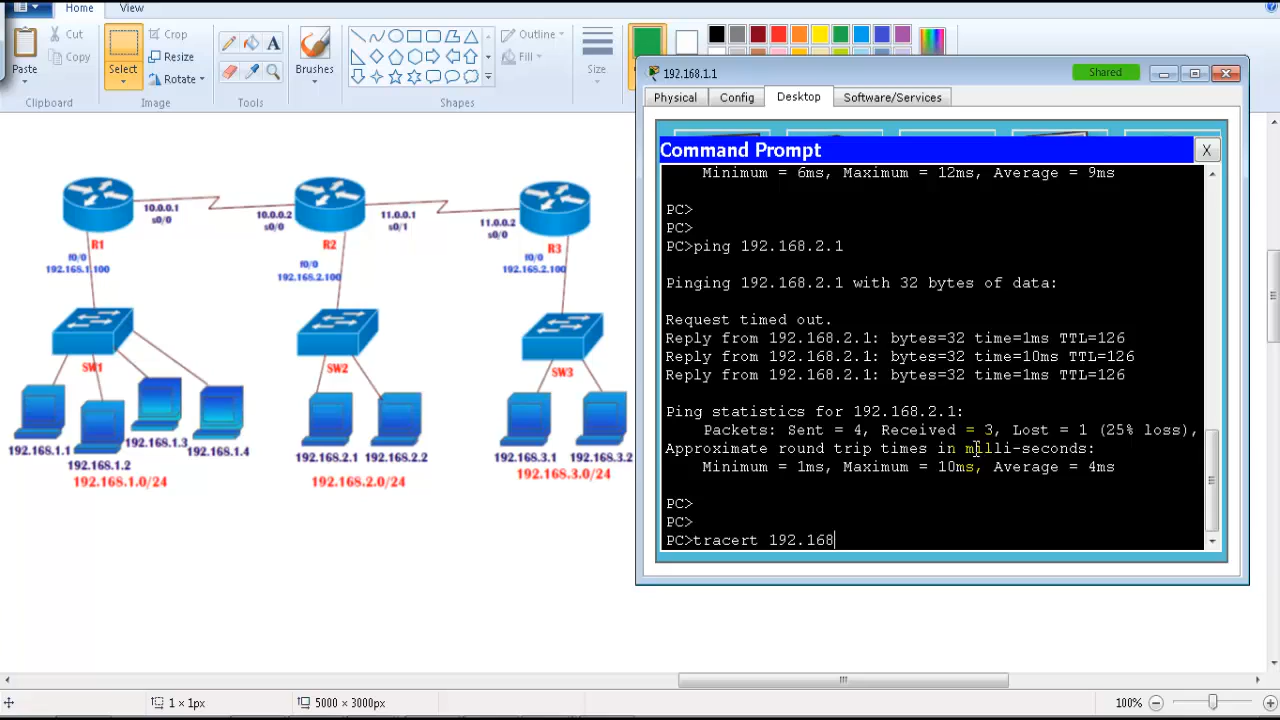 Home View
Cut
Copy
Paste
Clipboard
Select
Crop
Resize
Rotate
Image
A
Tools
Brushes
Shapes
Outline
Fill
Size
192.168.1.1
Shared
Physical Config Desktop Software/Services
Command Prompt
X
Minimum = 6ms, Maximum = 12ms, Average = 9ms
PC>
PC>
PC>ping 192.168.2.1
Pinging 192.168.2.1 with 32 bytes of data:
Request timed out.
Reply from 192.168.2.1: bytes=32 time=1ms TTL=126
Reply from 192.168.2.1: bytes=32 time=10ms TTL=126
Reply from 192.168.2.1: bytes=32 time=1ms TTL=126
Ping statistics for 192.168.2.1:
Packets: Sent = 4, Received = 3, Lost = 1 (25% loss),
Approximate round trip times in milli-seconds:
Minimum = 1ms, Maximum = 10ms, Average = 4ms
PC>
PC>
PC>tracert 192.168
10.0.0.1
s0/0
10.0.0.2
s0/0
11.0.0.1
s0/1
11.0.0.2
s0/0
R1
R2
R3
f0/0
192.168.1.100
f0/0
192.168.2.100
f0/0
192.168.2.100
SW1
SW2
SW3
192.168.1.1
192.168.1.2
192.168.1.3
192.168.1.4
192.168.2.1
192.168.2.2
192.168.3.1
192.168.3.2
192.168.1.0/24
192.168.2.0/24
192.168.3.0/24
1 × 1px
5000 × 3000px
100%